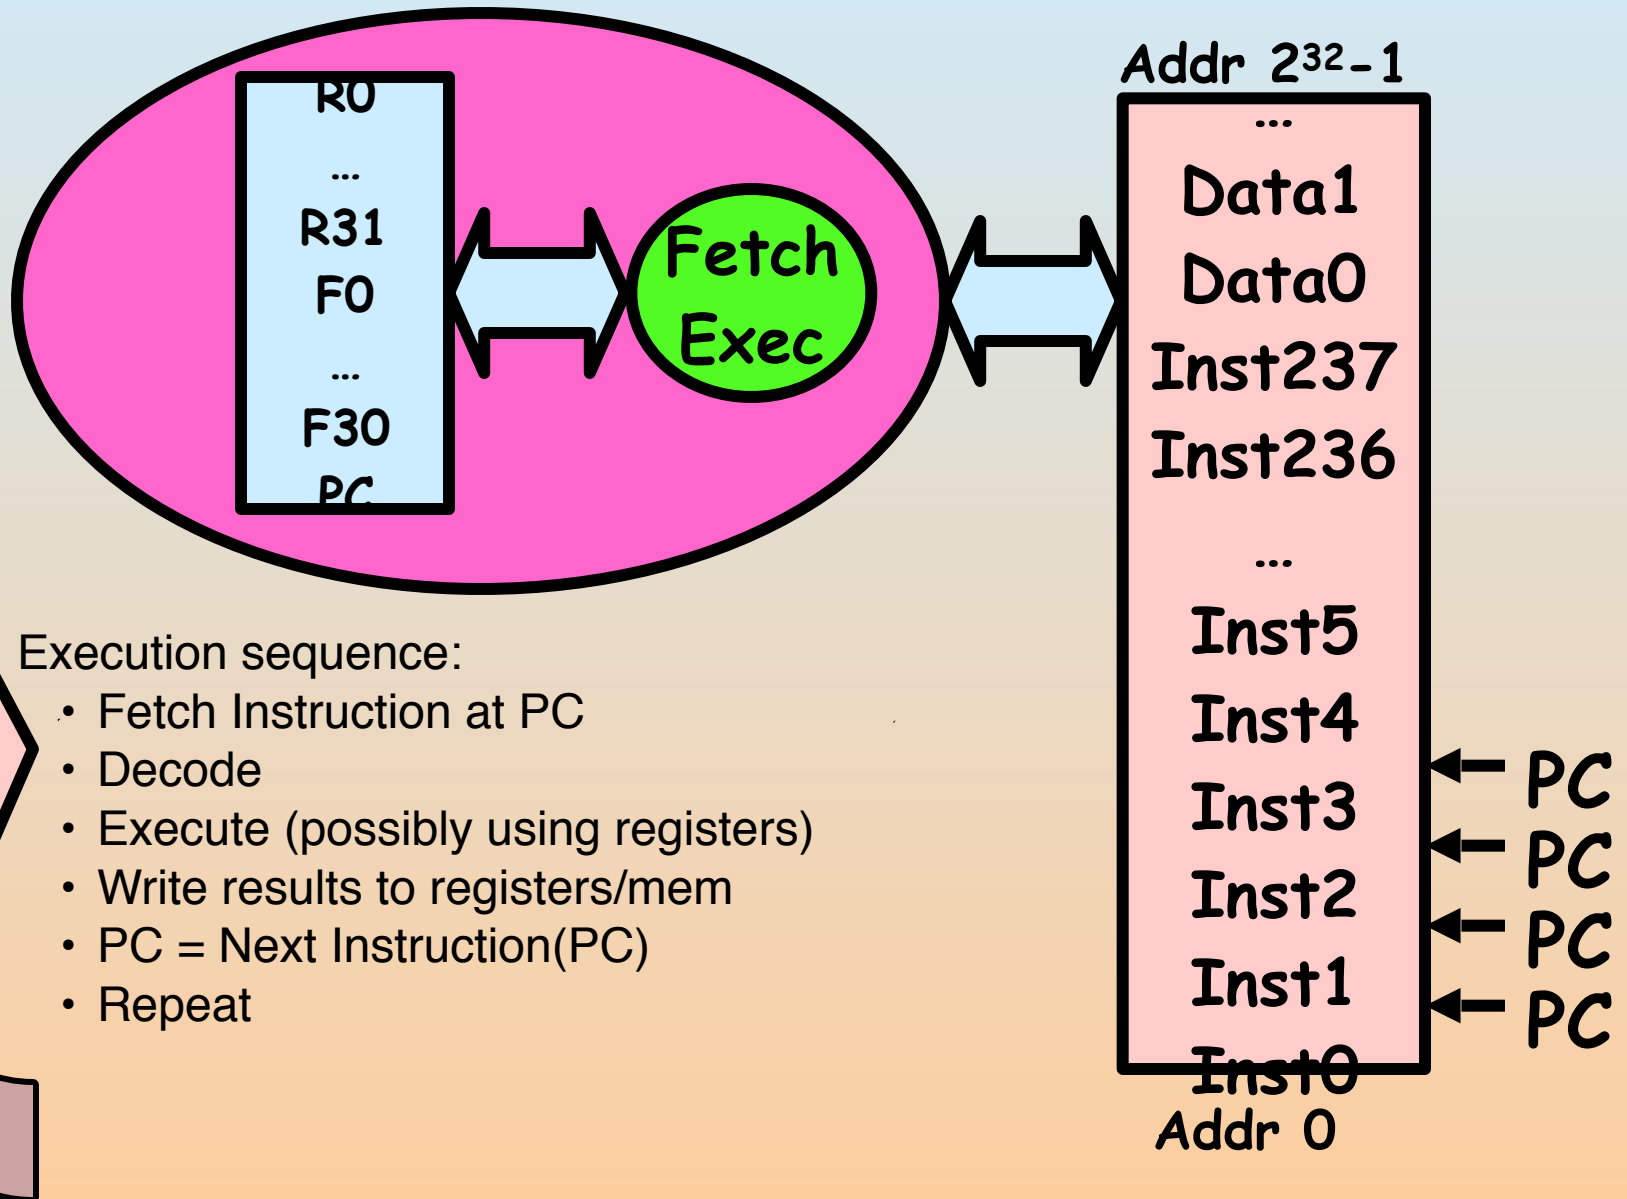 R0
...
R31
F0
...
F30
PC
Fetch
Exec
Addr 2³²-1
...
Data1
Data0
Inst237
Inst236
...
Inst5
Inst4
Inst3
Inst2
Inst1
Inst0
Addr 0
PC
PC
PC
PC
Execution sequence:
• Fetch Instruction at PC
• Decode
• Execute (possibly using registers)
• Write results to registers/mem
• PC = Next Instruction(PC)
• Repeat